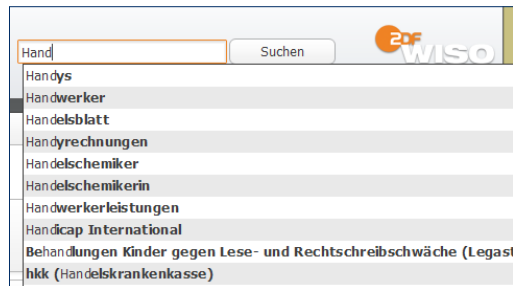 Hand
Suchen
ZDF
WISO
Handys
Handwerker
Handelsblatt
Handyrechnungen
Handelschemiker
Handelschemikerin
Handwerkerleistungen
Handicap International
Behandlungen Kinder gegen Lese- und Rechtschreibschwäche (Legast
hkk (Handelskrankenkasse)